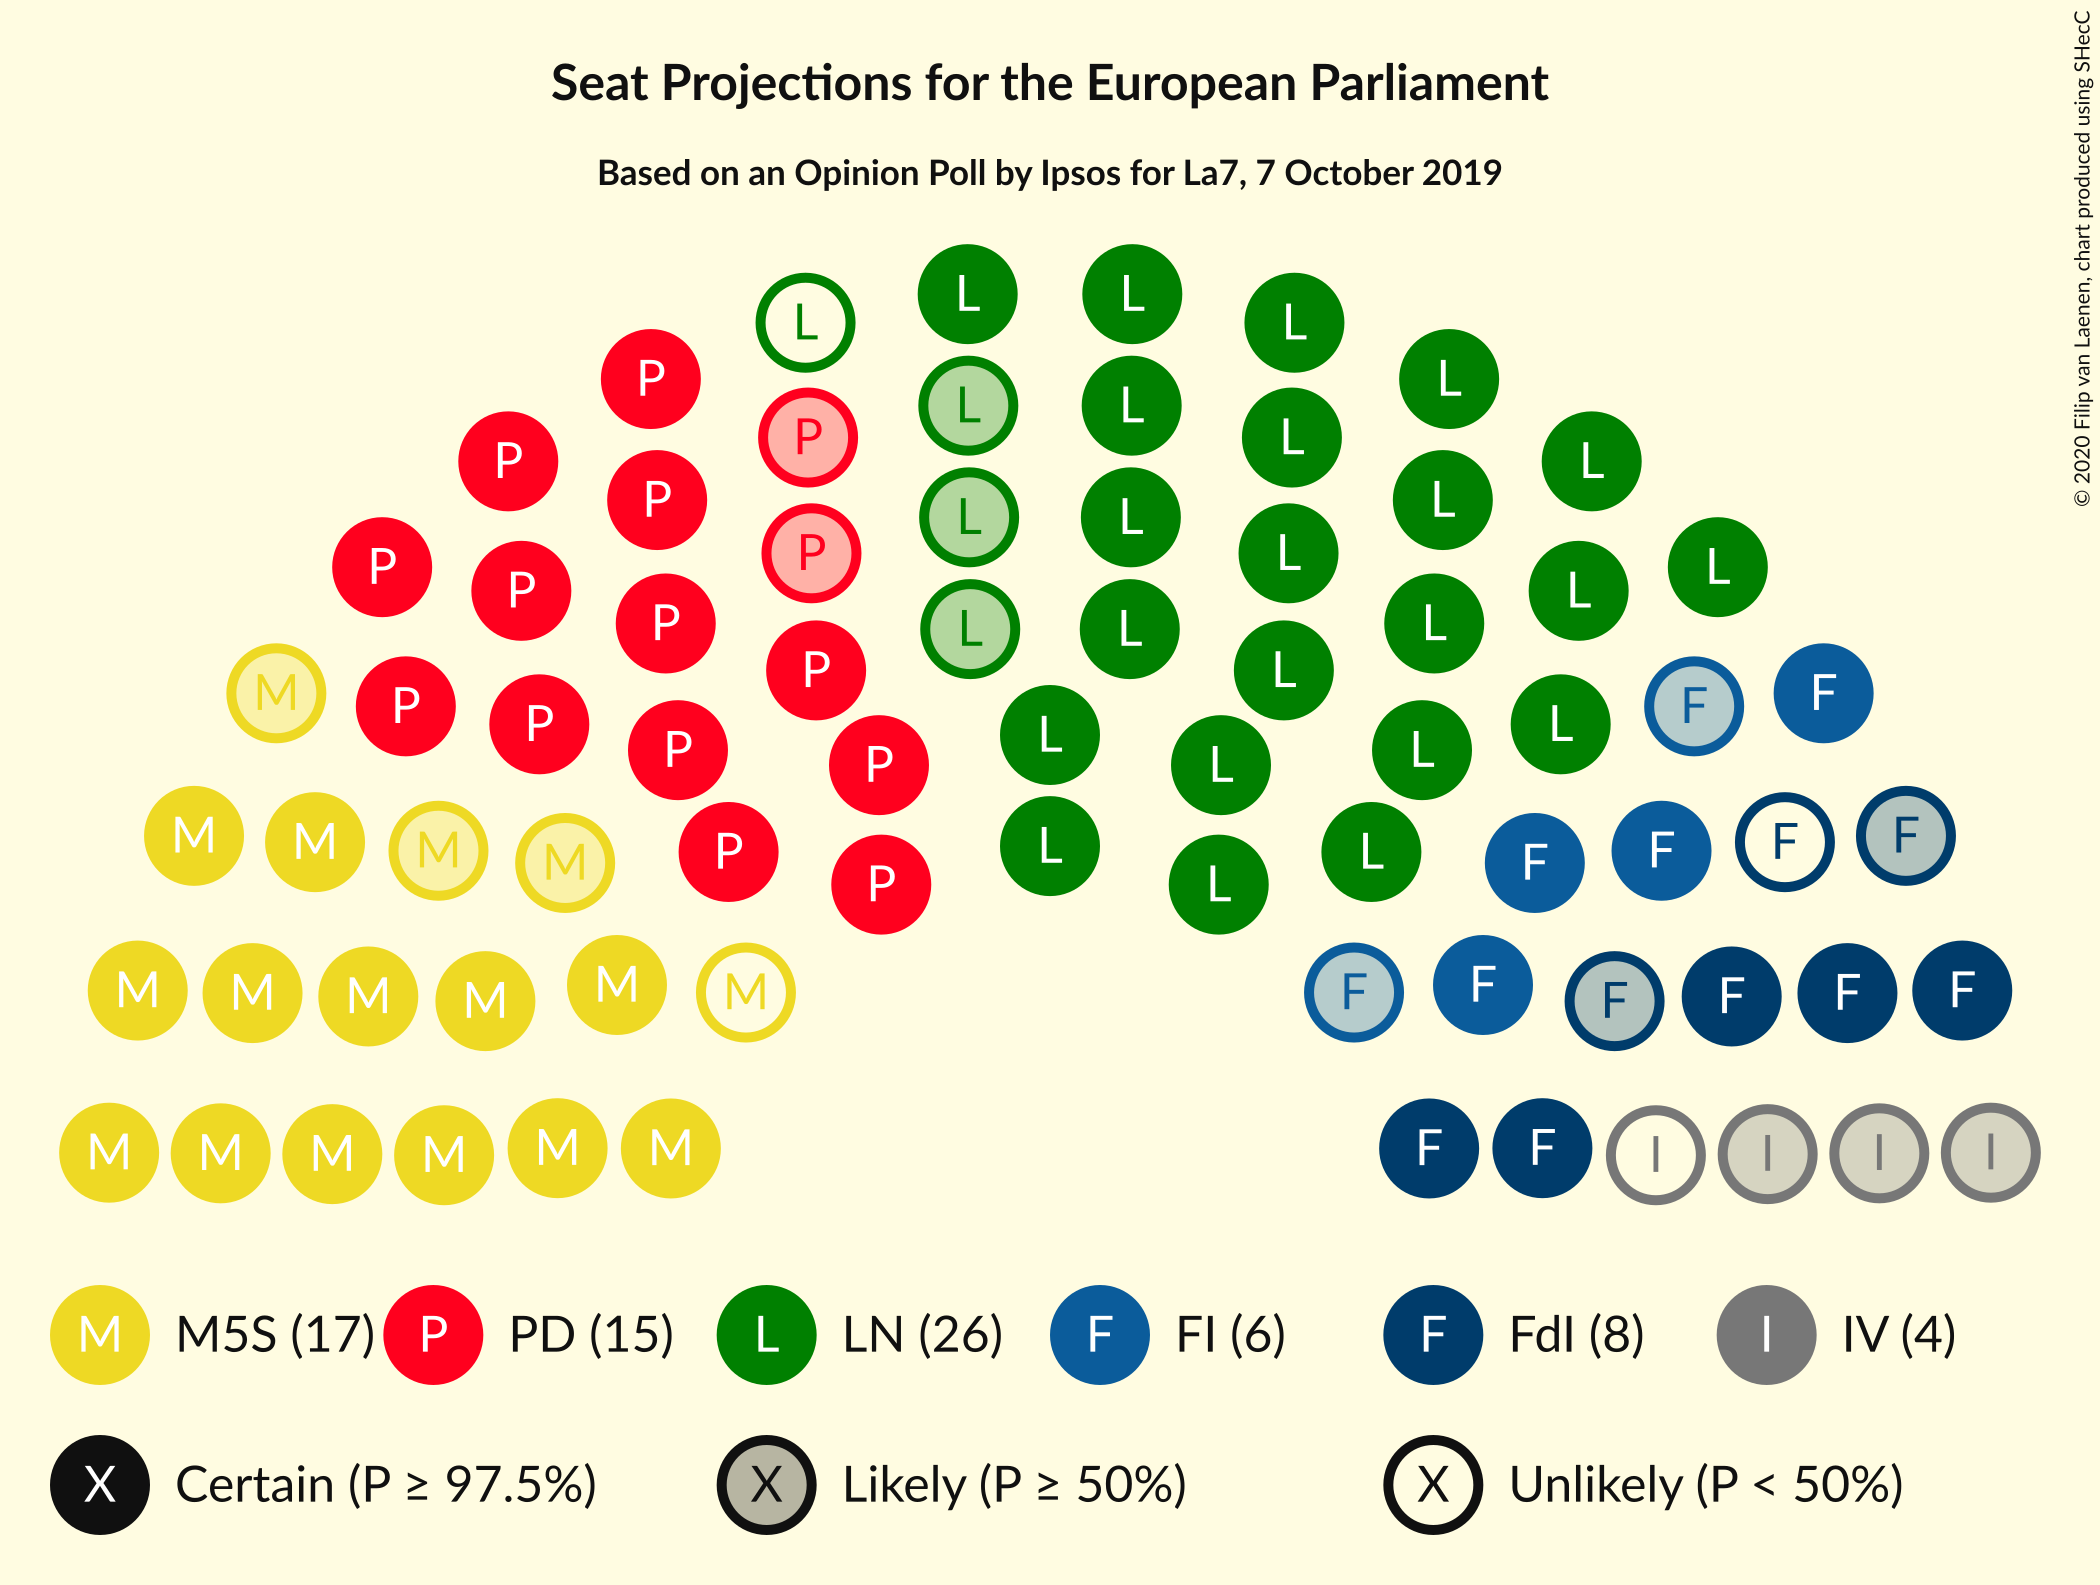 Seat Projections for the European Parliament
Based on an Opinion Poll by Ipsos for La7, 7 October 2019
© 2020 Filip van Laenen, chart produced using SHecC
L L
L L
P L
L L
P P L L
P L
P L
P L L
P P L L
P L
P P L L
L L
M P F F
P L
P P L L
P L L
M M F F
M M P L L F F
P L
M M M M M M F F F F F F
M M M M M M F F I I I I
M M5S (17) P PD (15) L LN (26) F FI (6) F FdI (8) I IV (4)
X Certain (P ≥ 97.5%) X Likely (P ≥ 50%) X Unlikely (P < 50%)